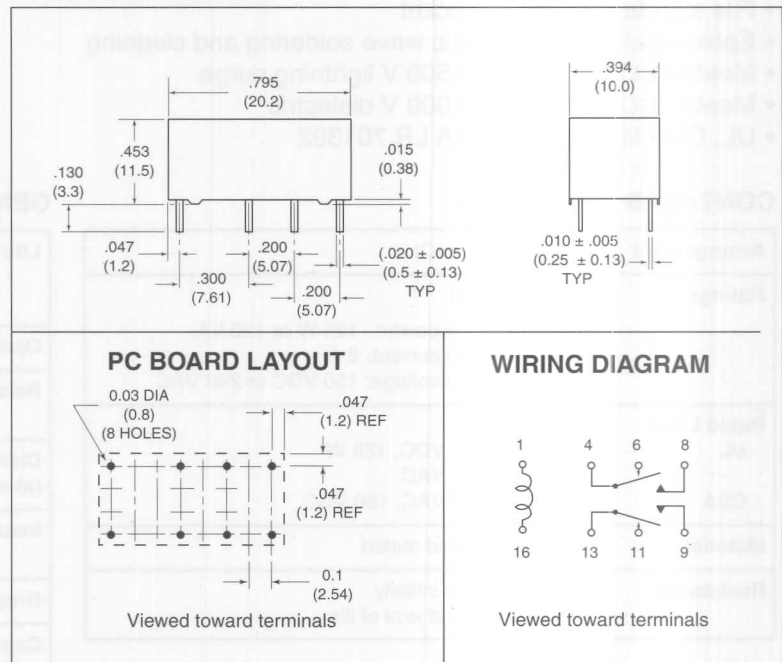 .795
(20.2)
.394
(10.0)
.453
(11.5)
.015
(0.38)
.130
(3.3)
.047
(1.2)
.200
(5.07)
(.020 ± .005)
(0.5 ± 0.13)
TYP
.300
(7.61)
.200
(5.07)
.010 ± .005
(0.25 ± 0.13)
TYP
PC BOARD LAYOUT
0.03 DIA
(0.8)
(8 HOLES)
.047
(1.2) REF
.047
(1.2) REF
0.1
(2.54)
Viewed toward terminals
WIRING DIAGRAM
1 4 6 8
16 13 11 9
Viewed toward terminals